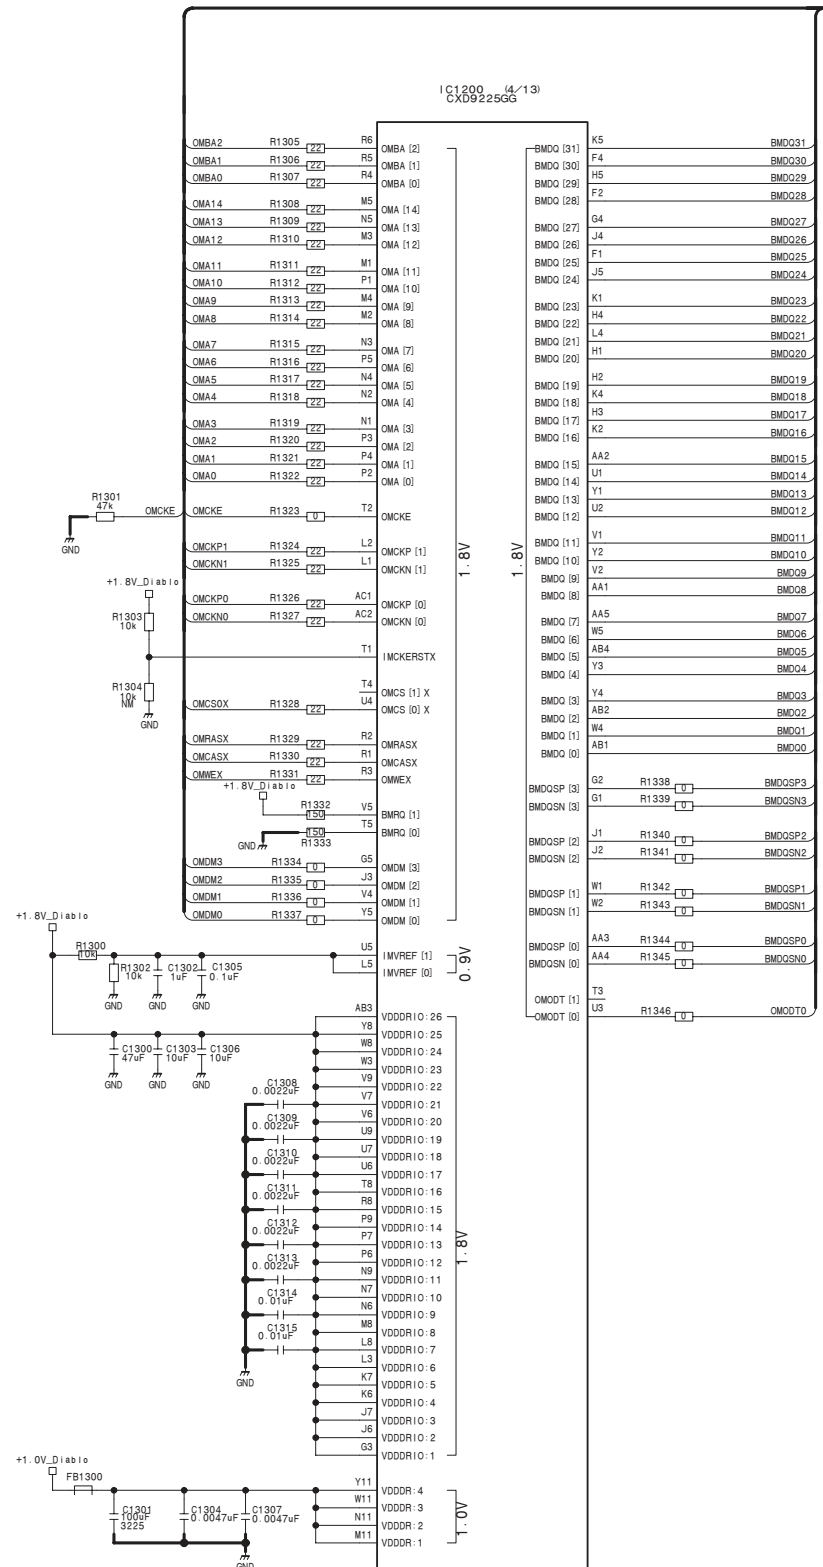 IC1200 (4/13)
CXD9225GG
OMBA2 R1305 22 R6 OMBA [2]
OMBA1 R1306 22 R5 OMBA [1]
OMBA0 R1307 22 R4 OMBA [0]
OMA14 R1308 22 M5 OMA [14]
OMA13 R1309 22 N5 OMA [13]
OMA12 R1310 22 M3 OMA [12]
OMA11 R1311 22 M1 OMA [11]
OMA10 R1312 22 P1 OMA [10]
OMA9 R1313 22 M4 OMA [9]
OMA8 R1314 22 M2 OMA [8]
OMA7 R1315 22 N3 OMA [7]
OMA6 R1316 22 P5 OMA [6]
OMA5 R1317 22 N4 OMA [5]
OMA4 R1318 22 N2 OMA [4]
OMA3 R1319 22 N1 OMA [3]
OMA2 R1320 22 P3 OMA [2]
OMA1 R1321 22 P4 OMA [1]
OMA0 R1322 22 P2 OMA [0]
R1301
47k
GND
OMCKE OMCKE R1323 0 T2 OMCKE
OMCKP1 R1324 22 L2 OMCKP [1]
OMCKN1 R1325 22 L1 OMCKN [1]
OMCKP0 R1326 22 AC1 OMCKP [0]
OMCKN0 R1327 22 AC2 OMCKN [0]
+1.8V_Diablo
R1303
10k
T1 IMCKERSTX
R1304
10k
NM
GND
T4 OMCS [1] X
OMCS0X R1328 22 U4 OMCS [0] X
OMRASX R1329 22 R2 OMRASX
OMCASX R1330 22 R1 OMCASX
OMWEX R1331 22 R3 OMWEX
+1.8V_Diablo
R1332 150 V5 BMRQ [1]
GND 150 R1333 T5 BMRQ [0]
OMDM3 R1334 0 G5 OMDM [3]
OMDM2 R1335 0 J3 OMDM [2]
OMDM1 R1336 0 V4 OMDM [1]
OMDM0 R1337 0 Y5 OMDM [0]
1.8V
1.8V
BMDQ [31] K5 BMDQ31
BMDQ [30] F4 BMDQ30
BMDQ [29] H5 BMDQ29
BMDQ [28] F2 BMDQ28
BMDQ [27] G4 BMDQ27
BMDQ [26] J4 BMDQ26
BMDQ [25] F1 BMDQ25
BMDQ [24] J5 BMDQ24
BMDQ [23] K1 BMDQ23
BMDQ [22] H4 BMDQ22
BMDQ [21] L4 BMDQ21
BMDQ [20] H1 BMDQ20
BMDQ [19] H2 BMDQ19
BMDQ [18] K4 BMDQ18
BMDQ [17] H3 BMDQ17
BMDQ [16] K2 BMDQ16
BMDQ [15] AA2 BMDQ15
BMDQ [14] U1 BMDQ14
BMDQ [13] Y1 BMDQ13
BMDQ [12] U2 BMDQ12
BMDQ [11] V1 BMDQ11
BMDQ [10] Y2 BMDQ10
BMDQ [9] V2 BMDQ9
BMDQ [8] AA1 BMDQ8
BMDQ [7] AA5 BMDQ7
BMDQ [6] W5 BMDQ6
BMDQ [5] AB4 BMDQ5
BMDQ [4] Y3 BMDQ4
BMDQ [3] Y4 BMDQ3
BMDQ [2] AB2 BMDQ2
BMDQ [1] W4 BMDQ1
BMDQ [0] AB1 BMDQ0
BMDQSP [3] G2 R1338 0 BMDQSP3
BMDQSN [3] G1 R1339 0 BMDQSN3
BMDQSP [2] J1 R1340 0 BMDQSP2
BMDQSN [2] J2 R1341 0 BMDQSN2
BMDQSP [1] W1 R1342 0 BMDQSP1
BMDQSN [1] W2 R1343 0 BMDQSN1
BMDQSP [0] AA3 R1344 0 BMDQSP0
BMDQSN [0] AA4 R1345 0 BMDQSN0
OMODT [1] T3
OMODT [0] U3 R1346 0 OMODT0
+1.8V_Diablo
R1300
10k
R1302
10k
C1302
1uF
C1305
0.1uF
GND GND GND
U5 IMVREF [1]
L5 IMVREF [0]
0.9V
C1300
47uF
C1303
10uF
C1306
10uF
GND GND GND
AB3 VDDDRIO:26
Y8 VDDDRIO:25
W8 VDDDRIO:24
W3 VDDDRIO:23
V9 VDDDRIO:22
V7 VDDDRIO:21
V6 VDDDRIO:20
U9 VDDDRIO:19
U7 VDDDRIO:18
U6 VDDDRIO:17
T8 VDDDRIO:16
R8 VDDDRIO:15
P9 VDDDRIO:14
P7 VDDDRIO:13
P6 VDDDRIO:12
N9 VDDDRIO:11
N7 VDDDRIO:10
N6 VDDDRIO:9
M8 VDDDRIO:8
L8 VDDDRIO:7
L3 VDDDRIO:6
K7 VDDDRIO:5
K6 VDDDRIO:4
J7 VDDDRIO:3
J6 VDDDRIO:2
G3 VDDDRIO:1
1.8V
C1308
0.0022uF
C1309
0.0022uF
C1310
0.0022uF
C1311
0.0022uF
C1312
0.0022uF
C1313
0.0022uF
C1314
0.01uF
C1315
0.01uF
GND
+1.0V_Diablo
FB1300
C1301
100uF
3225
C1304
0.0047uF
C1307
0.0047uF
GND
Y11 VDDDR:4
W11 VDDDR:3
N11 VDDDR:2
M11 VDDDR:1
1.0V